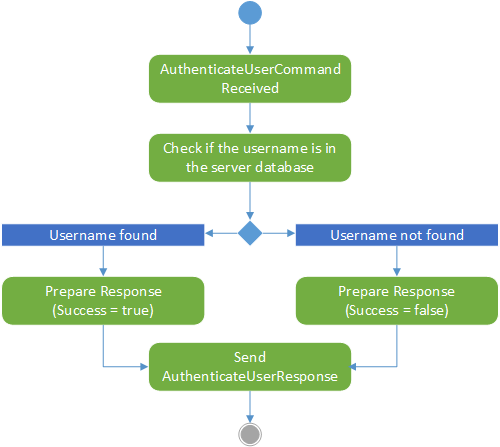 AuthenticateUserCommand
Received
Check if the username is in
the server database
Username found
Username not found
Prepare Response
(Success = true)
Prepare Response
(Success = false)
Send
AuthenticateUserResponse